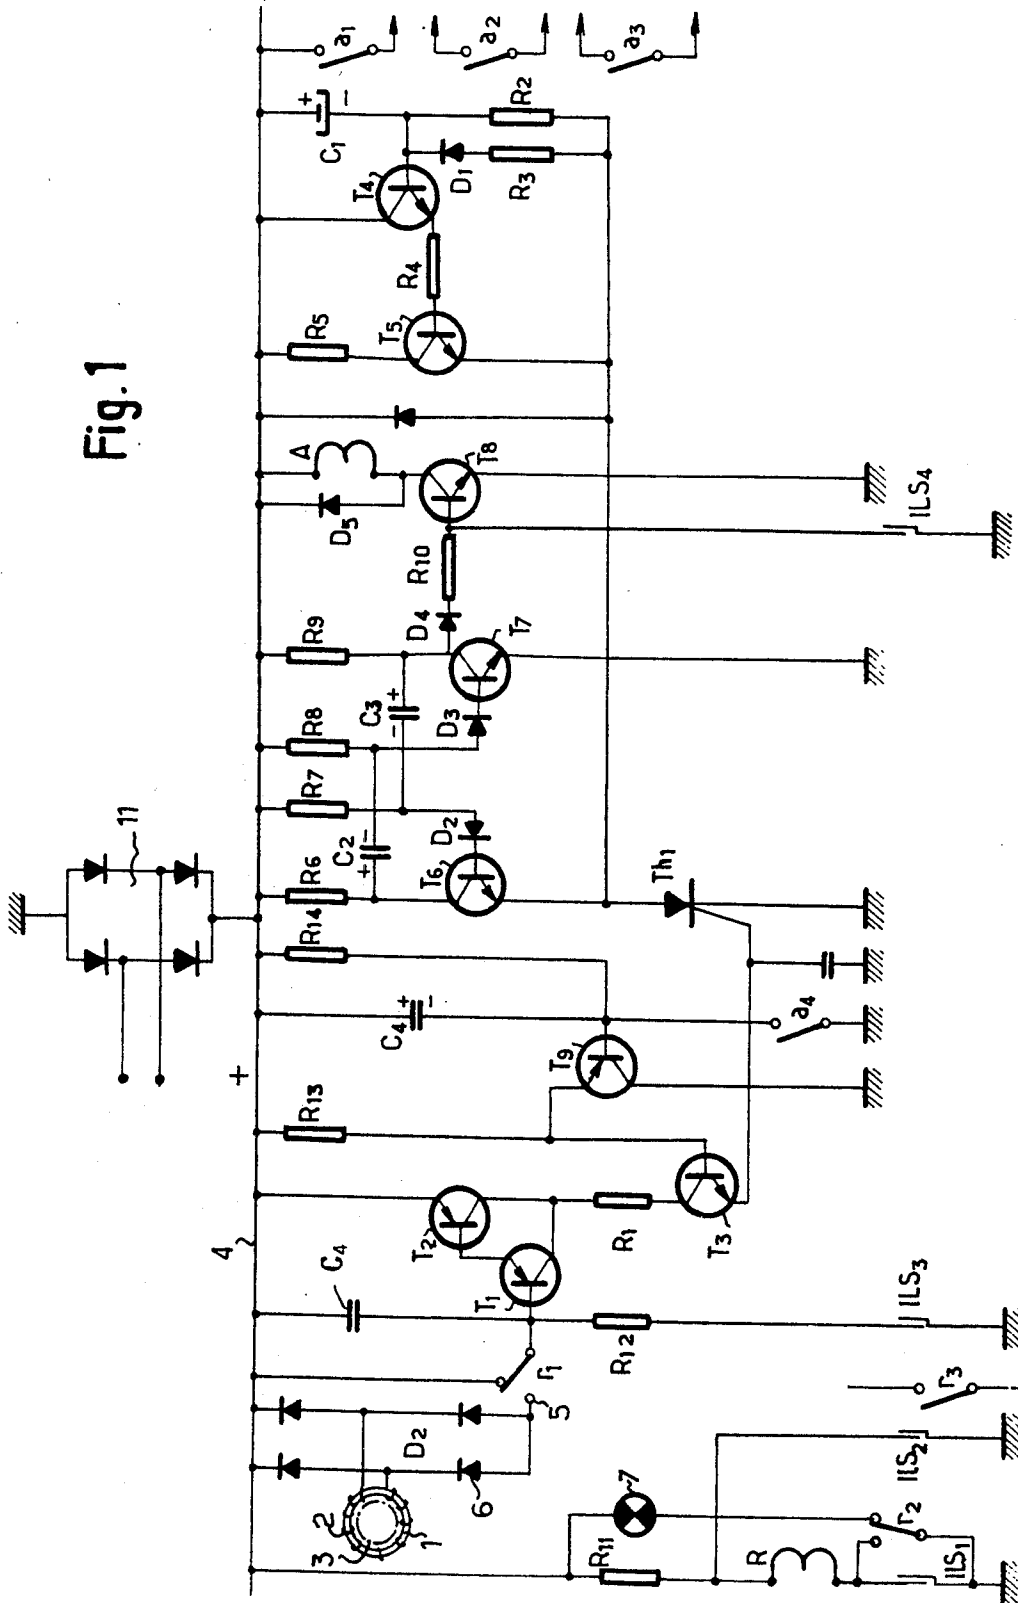 Fig.1
11
+
4
a1
a2
a3
+
-
C1
R2
D1
R3
T4
R4
T5
R5
A
D5
T8
ILS4
R10
D4
R9
T7
C3
+
-
D3
R8
R7
C2
+
-
D2
T6
R6
R14
Th1
C4
+
-
a4
T9
R13
T2
T1
R1
T3
C4
R12
ILS3
r1
5
r3
D2
6
1
2
3
ILS2
7
r2
R11
R
ILS1